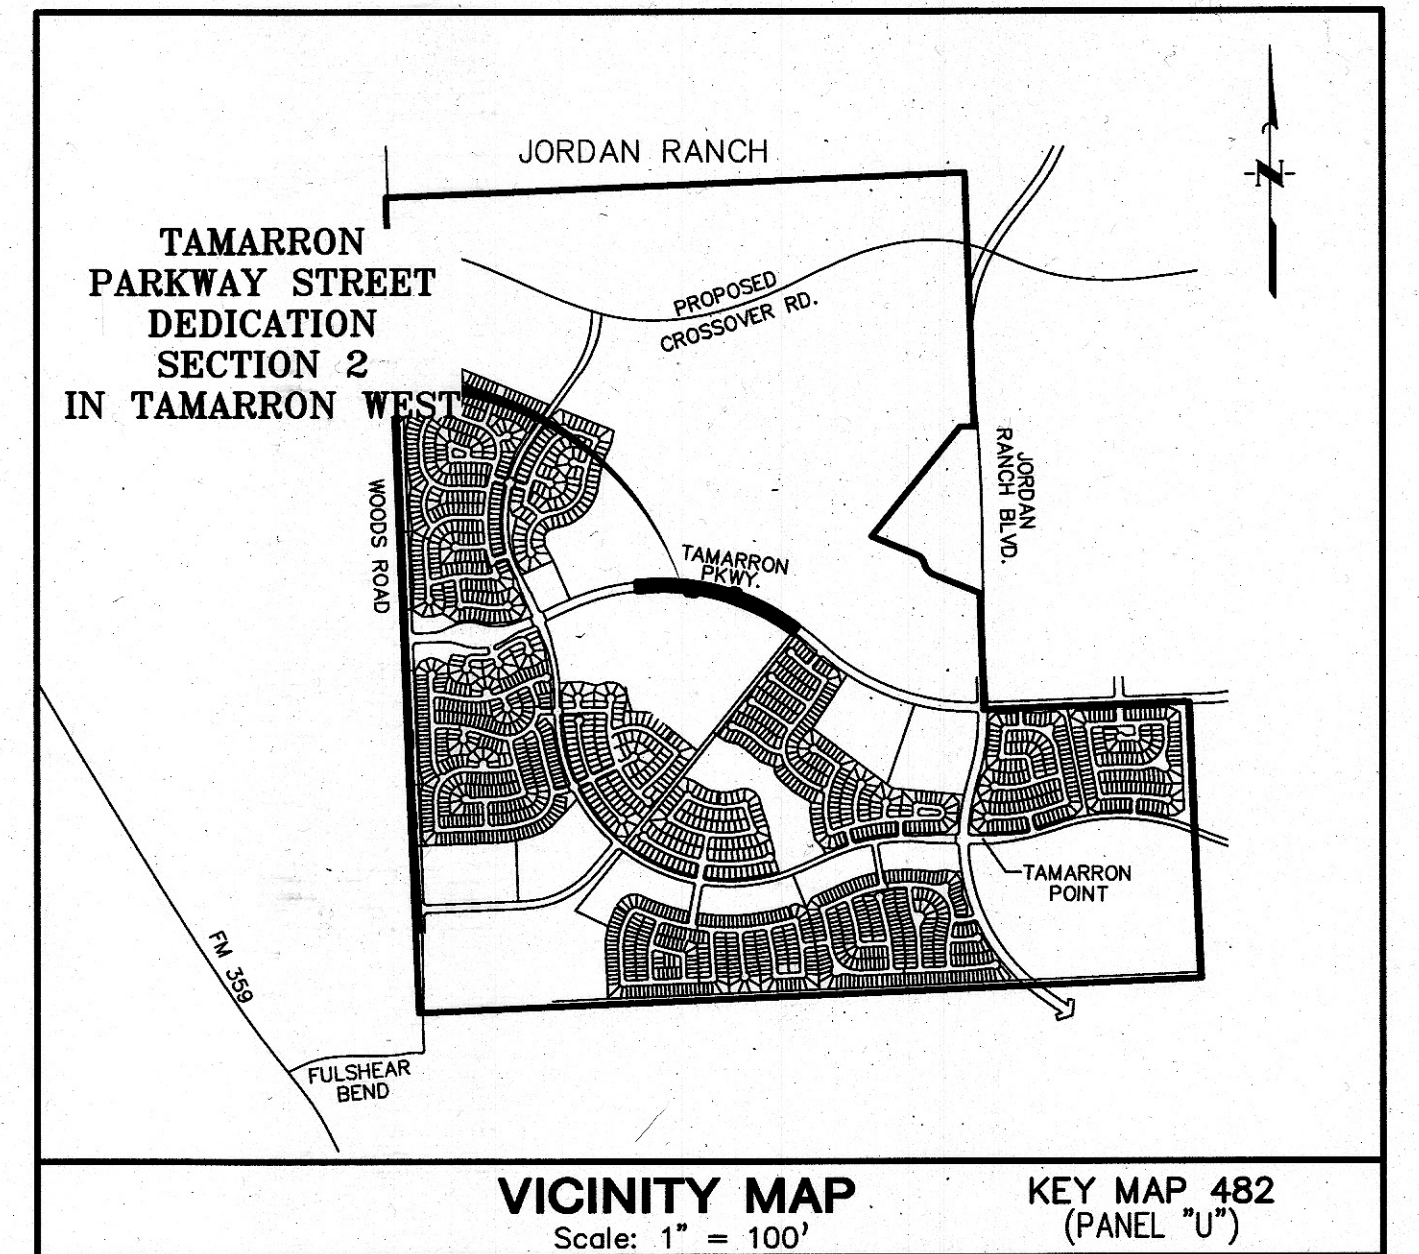 JORDAN RANCH
N
TAMARRON
PARKWAY STREET
DEDICATION
SECTION 2
IN TAMARRON WEST
PROPOSED
CROSSOVER RD.
JORDAN
RANCH BLVD.
WOODS ROAD
TAMARRON
PKWY.
TAMARRON
POINT
FM 359
FULSHEAR
BEND
VICINITY MAP
Scale: 1" = 100'
KEY MAP 482
(PANEL "U")